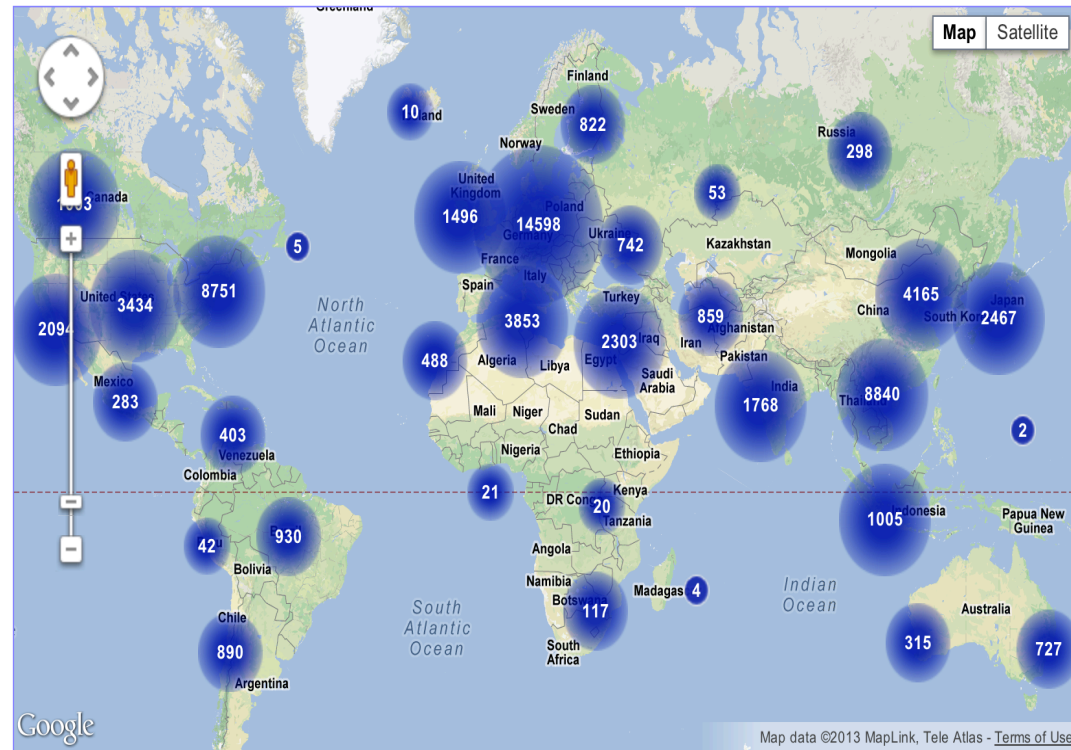 Greenland
Map
Satellite
Finland
10
land
Sweden
822
Norway
Russia
298
United
Kingdom
53
Canada
1496
Poland
14598
Germany
Ukraine
742
5
France
Kazakhstan
Mongolia
Italy
Spain
United States
3434
8751
North
Atlantic
Ocean
Turkey
4165
China
Japan
South Kor
2467
2094
3853
2303
Iraq
859
Afghanistan
Iran
488
Algeria
Libya
Egypt
Pakistan
Saudi
Arabia
Mexico
283
India
1768
8840
Thailand
Mali
Niger
Sudan
Chad
403
Venezuela
Nigeria
Ethiopia
2
Colombia
21
Kenya
DR Congo
20
Tanzania
Indonesia
1005
Papua New
Guinea
42
930
Bolivia
Angola
Namibia
Botswana
117
Madagas
4
Indian
Ocean
Australia
Chile
South
Atlantic
Ocean
890
South
Africa
315
727
Argentina
Google
Map data ©2013 MapLink, Tele Atlas - Terms of Use